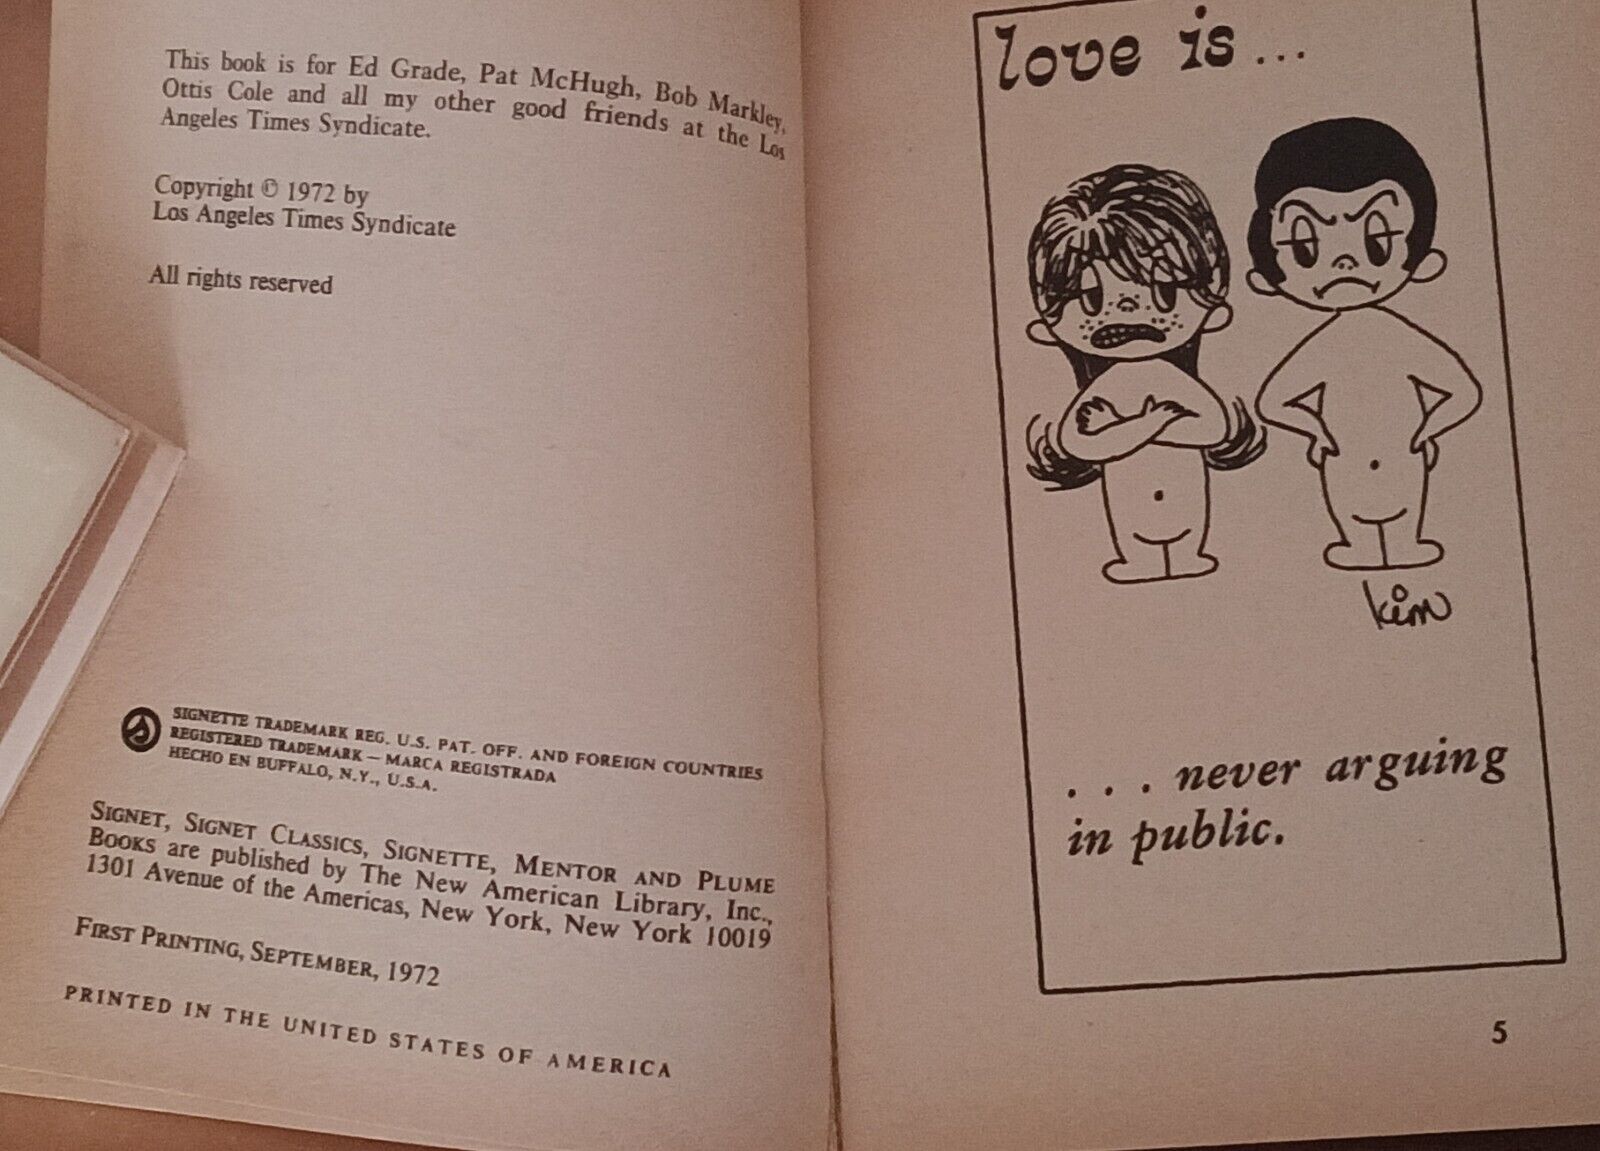 This book is for Ed Grade, Pat McHugh, Bob Markley,
Ottis Cole and all my other good friends at the Los
Angeles Times Syndicate.
Copyright © 1972 by
Los Angeles Times Syndicate
All rights reserved
SIGNETTE TRADEMARK REG. U.S. PAT. OFF. AND FOREIGN COUNTRIES
REGISTERED TRADEMARK – MARCA REGISTRADA
HECHO EN BUFFALO, N.Y., U.S.A.
SIGNET, SIGNET CLASSICS, SIGNETTE, MENTOR AND PLUME
BOOKS are published by The New American Library, Inc.,
1301 Avenue of the Americas, New York, New York 10019
FIRST PRINTING, SEPTEMBER, 1972
PRINTED IN THE UNITED STATES OF AMERICA
love is...
kim
. . . never arguing
in public.
5